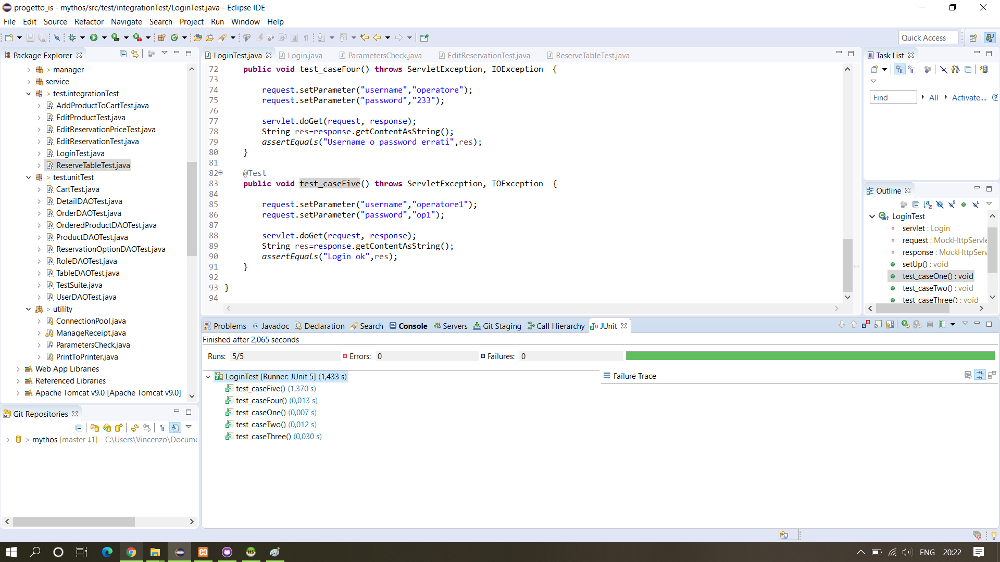 progetto_is - mythos/src/test/integrationTest/LoginTest.java - Eclipse IDE
File Edit Source Refactor Navigate Search Project Run Window Help
Quick Access
Package Explorer
> manager
service
> test.integrationTest
AddProductToCartTest.java
EditProductTest.java
EditReservationPriceTest.java
EditReservationTest.java
LoginTest.java
ReserveTableTest.java
> test.unitTest
CartTest.java
DetailDAOTest.java
OrderDAOTest.java
OrderedProductDAOTest.java
ProductDAOTest.java
ReservationOptionDAOTest.java
RoleDAOTest.java
TableDAOTest.java
TestSuite.java
UserDAOTest.java
> utility
ConnectionPool.java
ManageReceipt.java
ParametersCheck.java
PrintToPrinter.java
Web App Libraries
Referenced Libraries
Apache Tomcat v9.0 [Apache Tomcat v9.0]
Git Repositories
> mythos [master ↓1] - C:\Users\Vincenzo\Docume
LoginTest.java Login.java ParametersCheck.java EditReservationTest.java ReserveTableTest.java
72 public void test_caseFour() throws ServletException, IOException {
73
74 request.setParameter("username","operatore");
75 request.setParameter("password","233");
76
77 servlet.doGet(request, response);
78 String res=response.getContentAsString();
79 assertEquals("Username o password errati",res);
80 }
81
82 @Test
83 public void test_caseFive() throws ServletException, IOException {
84
85 request.setParameter("username","operatore1");
86 request.setParameter("password","op1");
87
88 servlet.doGet(request, response);
89 String res=response.getContentAsString();
90 assertEquals("Login ok",res);
91 }
92
93 }
94
Task List
Find All Activate...
Outline
LoginTest
servlet : Login
request : MockHttpServle
response : MockHttpServ
setUp() : void
test_caseOne() : void
test_caseTwo() : void
test_caseThree() : void
Problems Javadoc Declaration Search Console Servers Git Staging Call Hierarchy JUnit
Finished after 2,065 seconds
Runs: 5/5 Errors: 0 Failures: 0
LoginTest [Runner: JUnit 5] (1,433 s)
test_caseFive() (1,370 s)
test_caseFour() (0,013 s)
test_caseOne() (0,007 s)
test_caseTwo() (0,012 s)
test_caseThree() (0,030 s)
Failure Trace
ENG 20:22